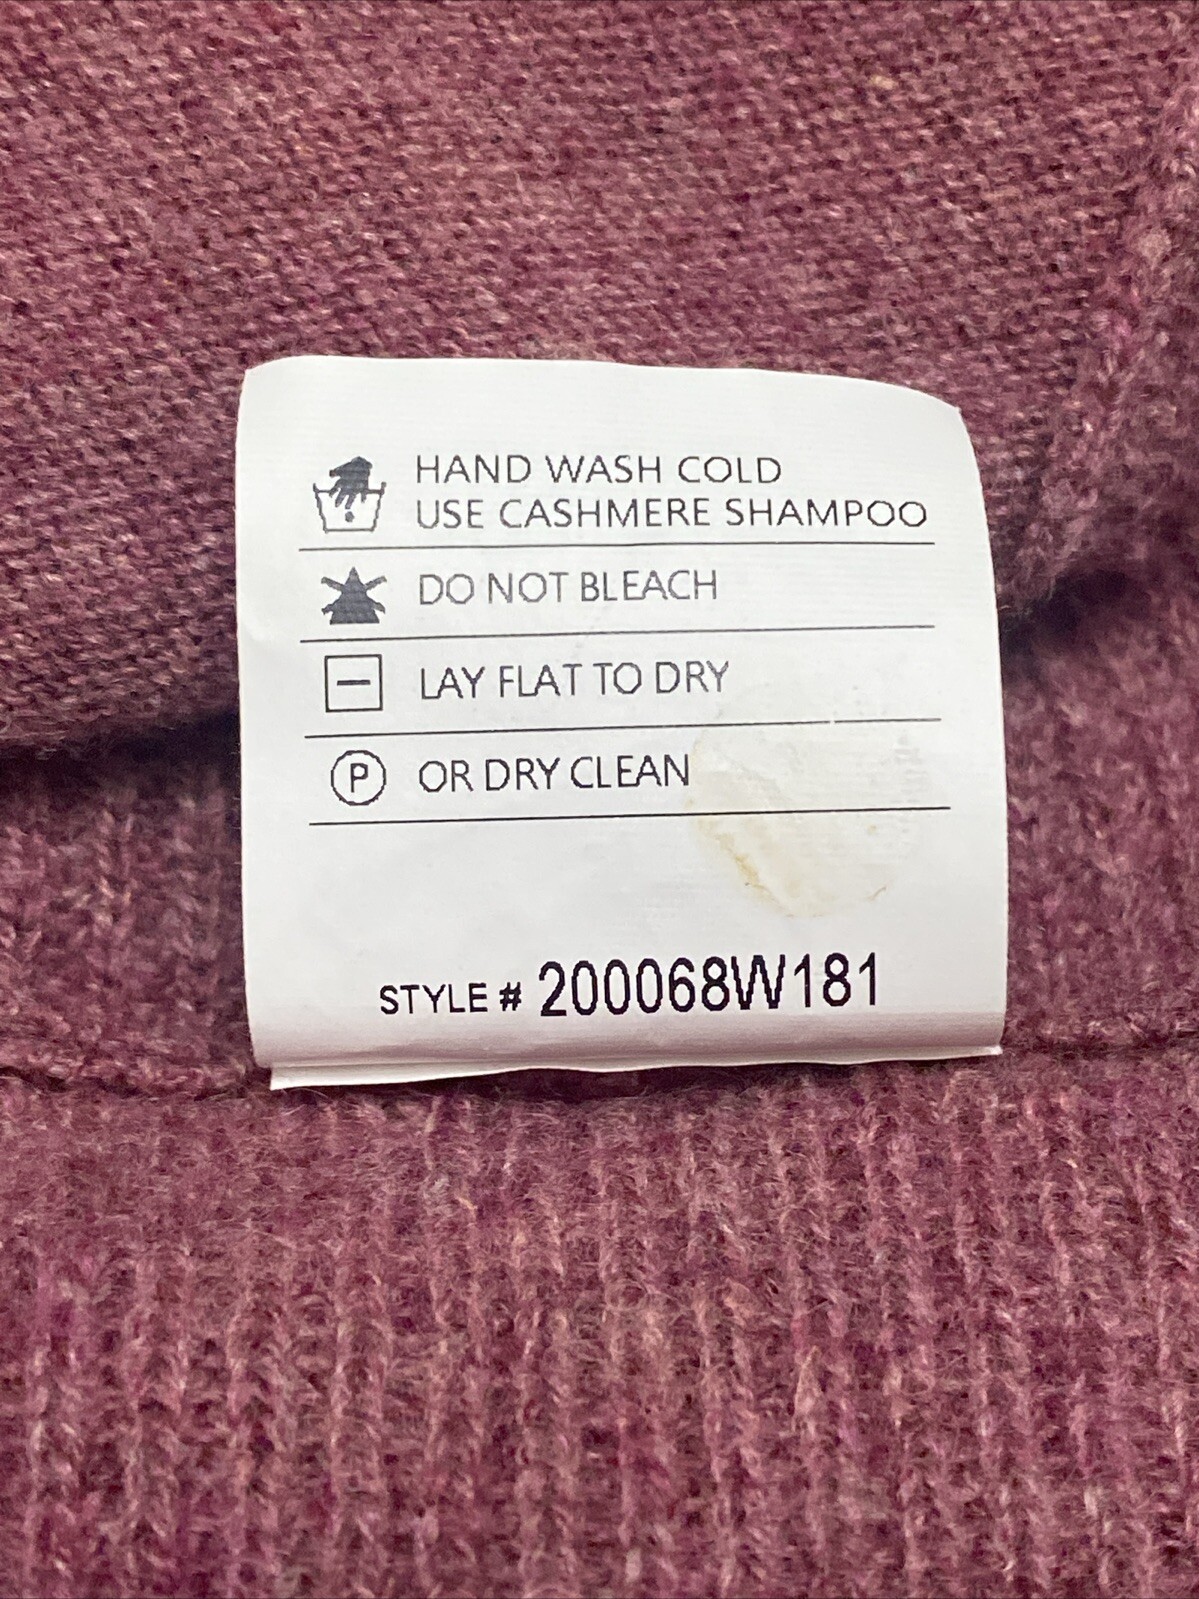 HAND WASH COLD
USE CASHMERE SHAMPOO
DO NOT BLEACH
LAY FLAT TO DRY
P OR DRY CLEAN
STYLE # 200068W181